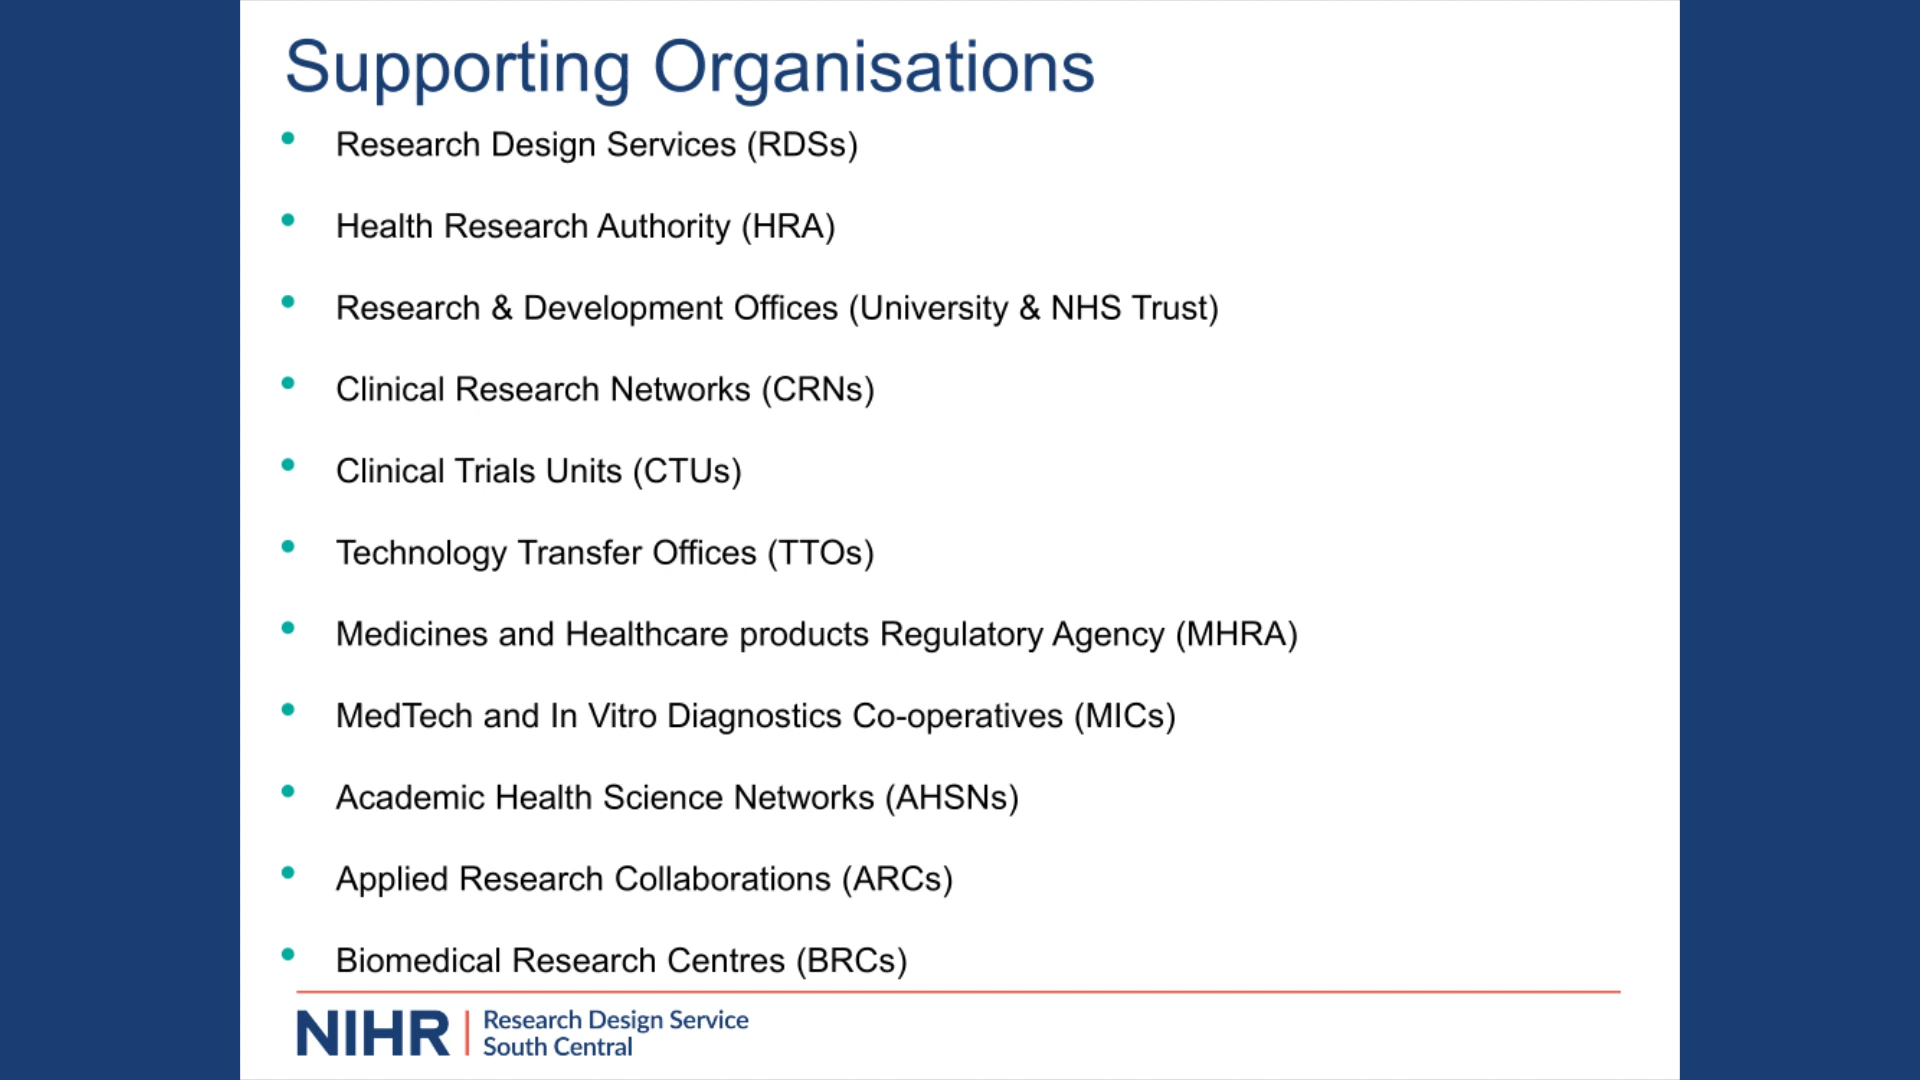 Supporting Organisations
• Research Design Services (RDSs)
• Health Research Authority (HRA)
• Research & Development Offices (University & NHS Trust)
• Clinical Research Networks (CRNs)
• Clinical Trials Units (CTUs)
• Technology Transfer Offices (TTOs)
• Medicines and Healthcare products Regulatory Agency (MHRA)
• MedTech and In Vitro Diagnostics Co-operatives (MICs)
• Academic Health Science Networks (AHSNs)
• Applied Research Collaborations (ARCs)
• Biomedical Research Centres (BRCs)
NIHR | Research Design Service
South Central